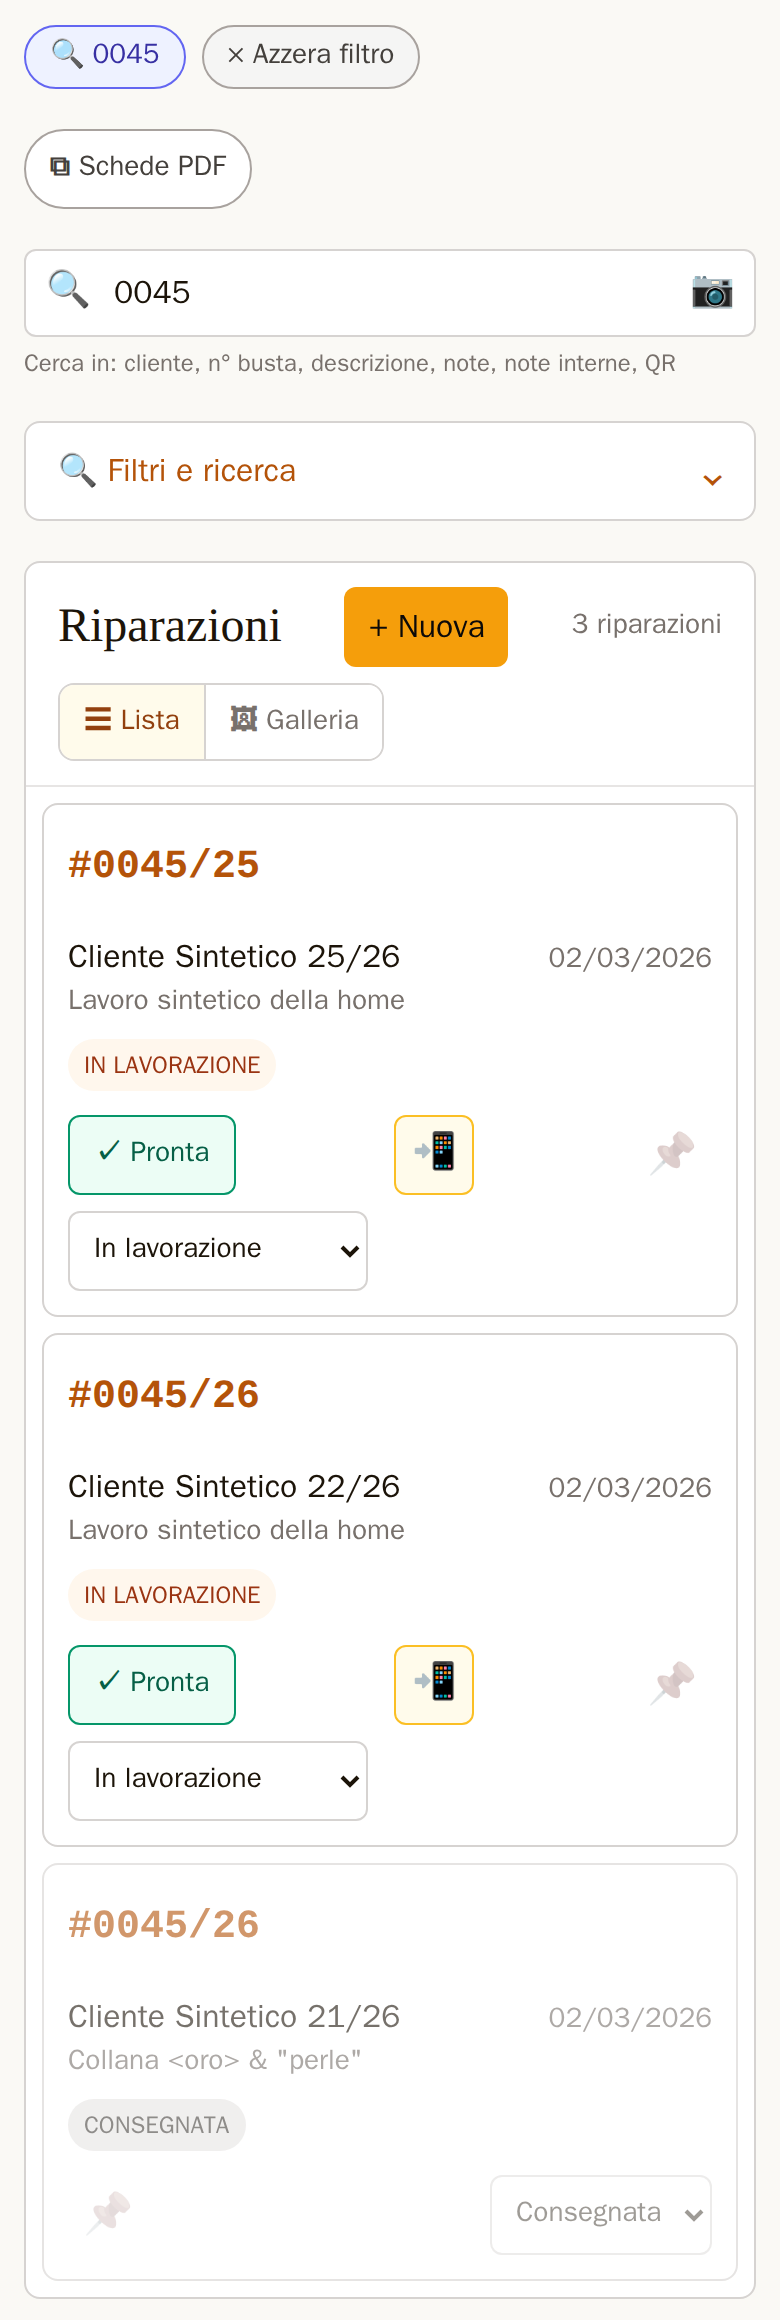 🔍 0045 × Azzera filtro
⧉ Schede PDF
🔍 0045 📷
Cerca in: cliente, n° busta, descrizione, note, note interne, QR
🔍 Filtri e ricerca
Riparazioni + Nuova 3 riparazioni
☰ Lista 🖼 Galleria
#0045/25
Cliente Sintetico 25/26 02/03/2026
Lavoro sintetico della home
IN LAVORAZIONE
✓ Pronta 📲 📌
In lavorazione
#0045/26
Cliente Sintetico 22/26 02/03/2026
Lavoro sintetico della home
IN LAVORAZIONE
✓ Pronta 📲 📌
In lavorazione
#0045/26
Cliente Sintetico 21/26 02/03/2026
Collana <oro> & "perle"
CONSEGNATA
📌 Consegnata